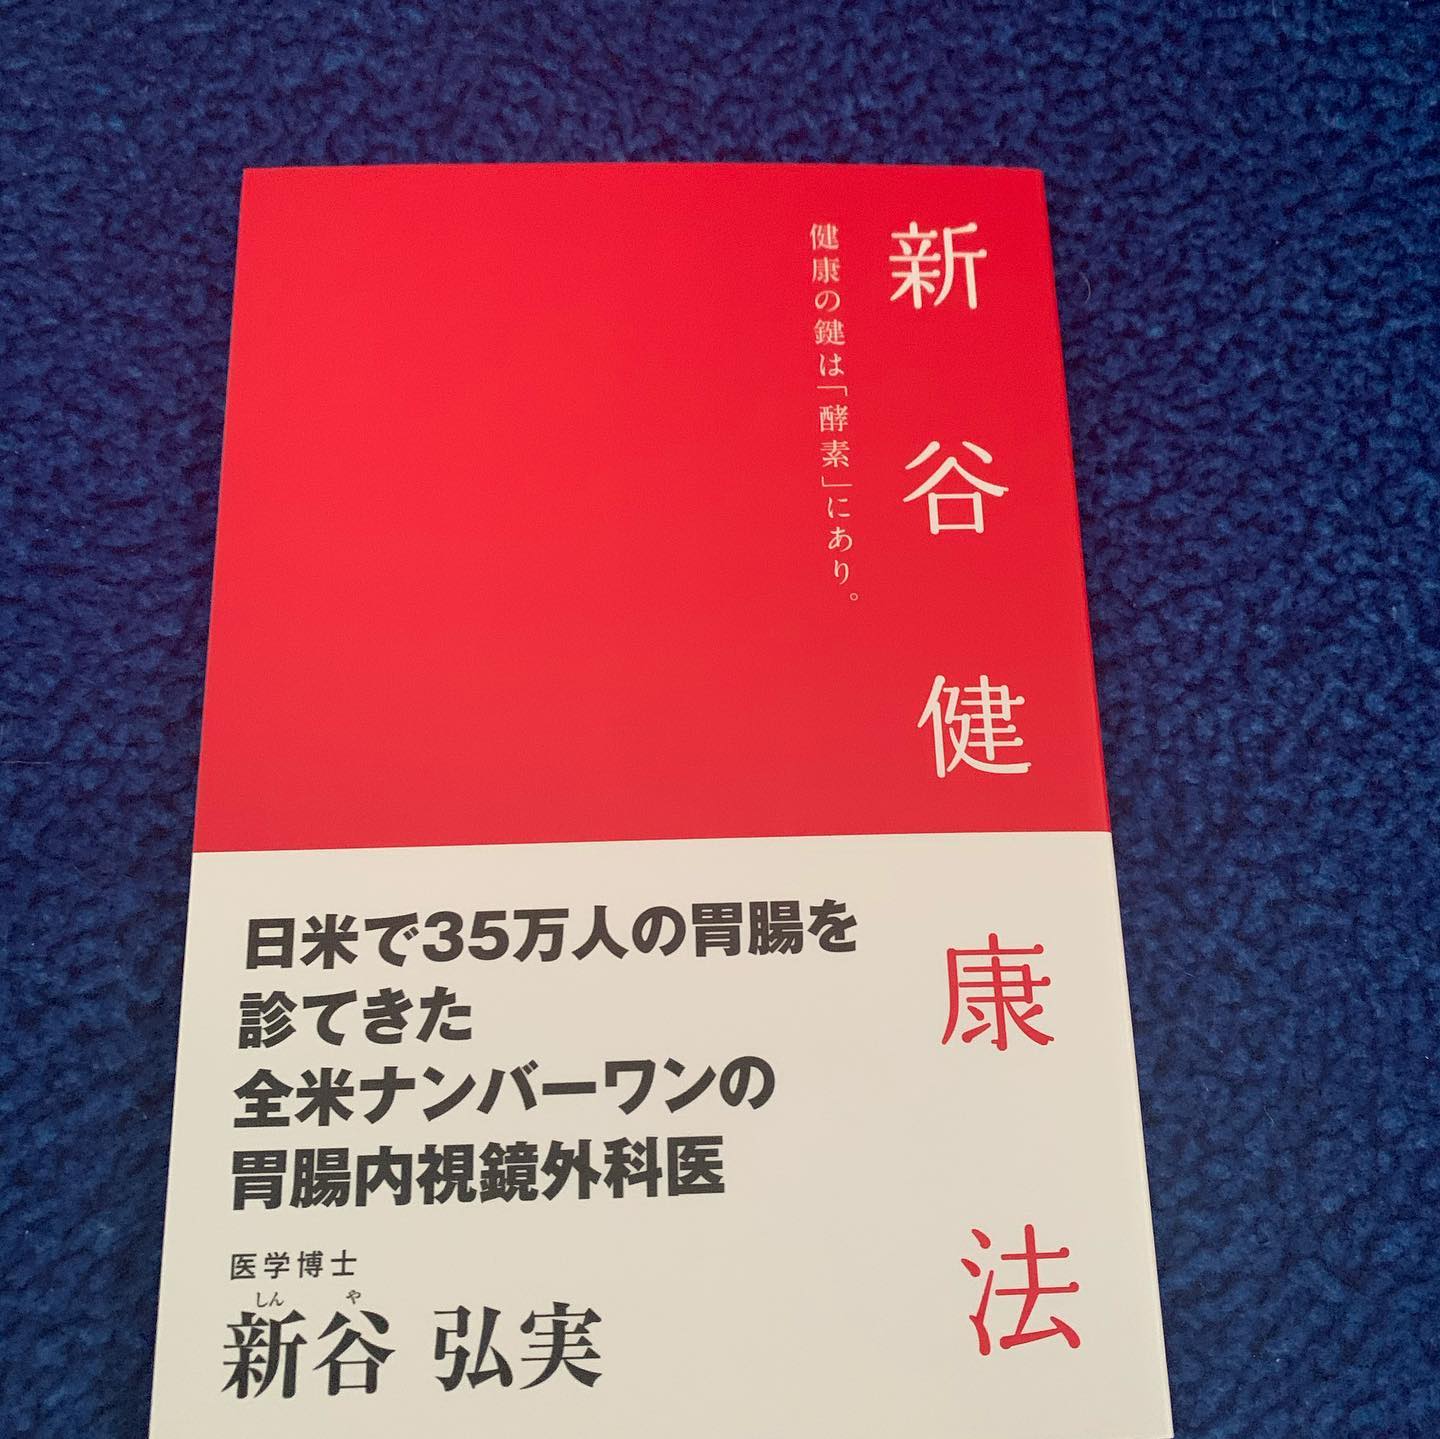 新谷健康法
健康の鍵は「酵素」にあり。
日米で35万人の胃腸を
診てきた
全米ナンバーワンの
胃腸内視鏡外科医
医学博士
しん や
新谷 弘実